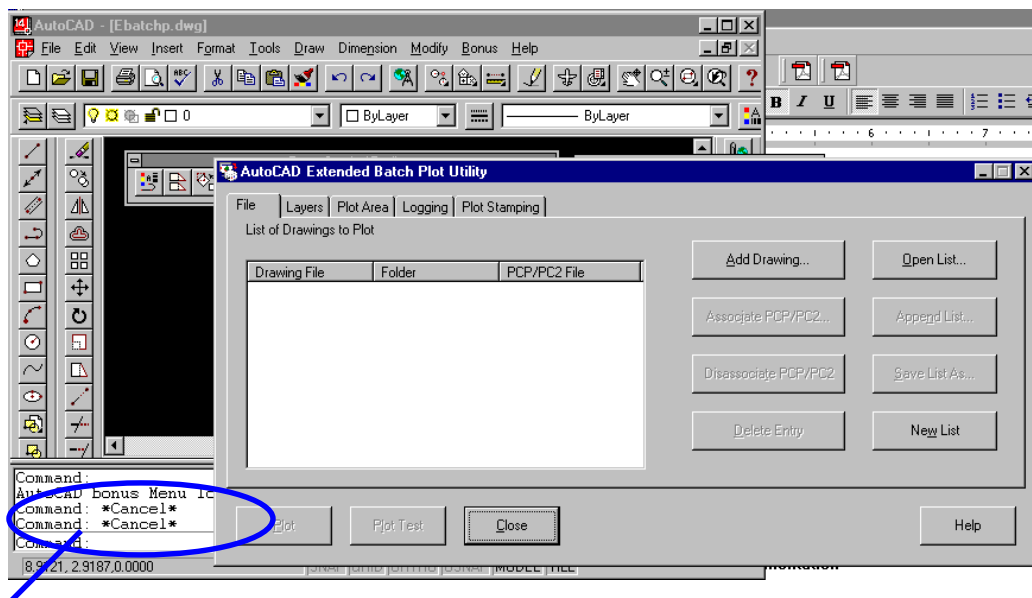 AutoCAD - [Ebatchp.dwg]
File Edit View Insert Format Tools Draw Dimension Modify Bonus Help
ABC
?
B I U
0
ByLayer
ByLayer
6 7
AutoCAD Extended Batch Plot Utility
File Layers Plot Area Logging Plot Stamping
List of Drawings to Plot
Drawing File Folder PCP/PC2 File
Add Drawing... Open List...
Associate PCP/PC2... Append List...
Disassociate PCP/PC2 Save List As...
Delete Entry New List
Command:
AutoCAD bonus Menu
Command: *Cancel*
Command: *Cancel*
Command:
Plot Plot Test Close Help
2.9187,0.0000 SNAP GRID ORTHO OSNAP MODEL TILE